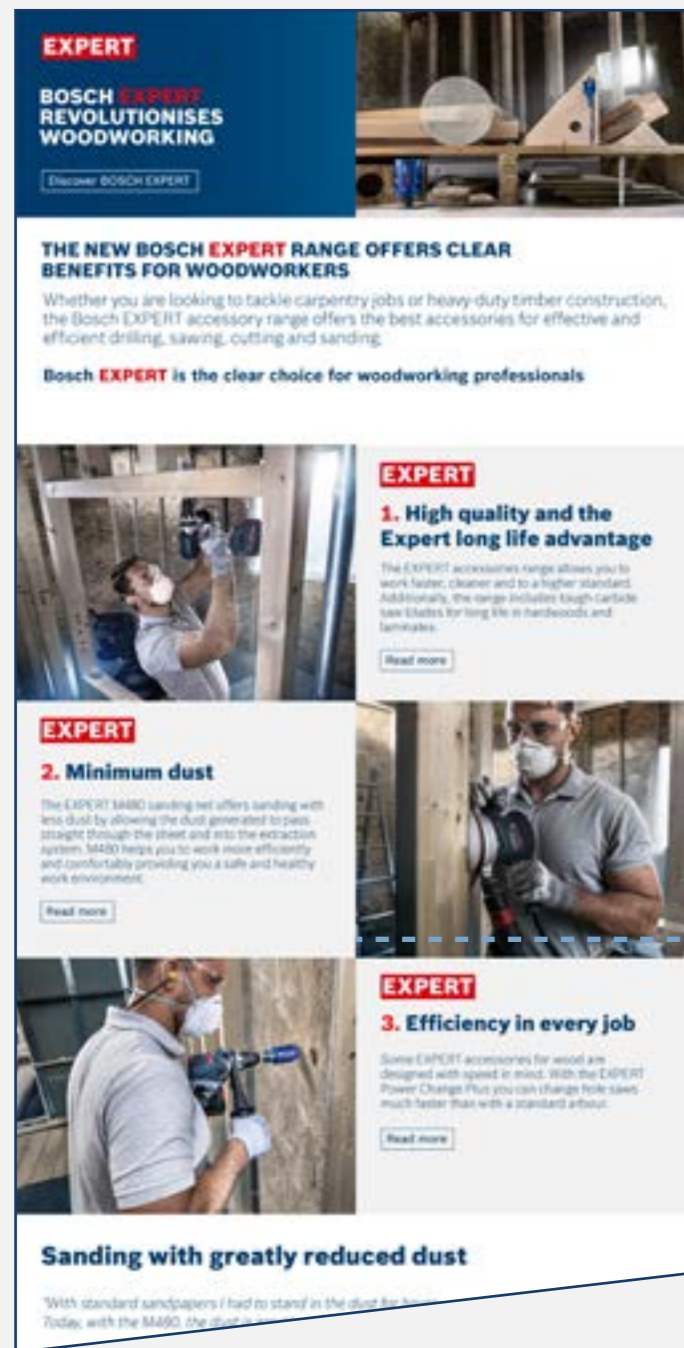 EXPERT
BOSCH EXPERT
REVOLUTIONISES
WOODWORKING
Discover BOSCH EXPERT
THE NEW BOSCH EXPERT RANGE OFFERS CLEAR
BENEFITS FOR WOODWORKERS
Whether you are looking to tackle carpentry jobs or heavy-duty timber construction,
the Bosch EXPERT accessory range offers the best accessories for effective and
efficient drilling, sawing, cutting and sanding.
Bosch EXPERT is the clear choice for woodworking professionals
EXPERT
1. High quality and the
Expert long life advantage
The EXPERT accessories range allows you to
work faster, cleaner and to a higher standard.
Additionally, the range includes tough carbide
saw blades for long life in hardwoods and
laminates.
Read more
EXPERT
2. Minimum dust
The EXPERT M480 sanding net offers sanding with
less dust by allowing the dust generated to pass
straight through the sheet and into the extraction
system. M480 helps you to work more efficiently
and comfortably providing you a safe and healthy
work environment.
Read more
EXPERT
3. Efficiency in every job
Some EXPERT accessories for wood are
designed with speed in mind. With the EXPERT
Power Change Plus you can change hole saws
much faster than with a standard arbour.
Read more
Sanding with greatly reduced dust
"With standard sandpapers I had to stand in the dust for
Today, with the M480, the dust is